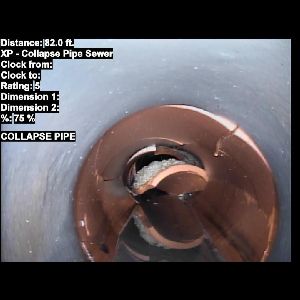 Distance: 82.0 ft.
XP - Collapse Pipe Sewer
Clock from:
Clock to:
Rating: 5
Dimension 1:
Dimension 2:
%: 75 %
COLLAPSE PIPE